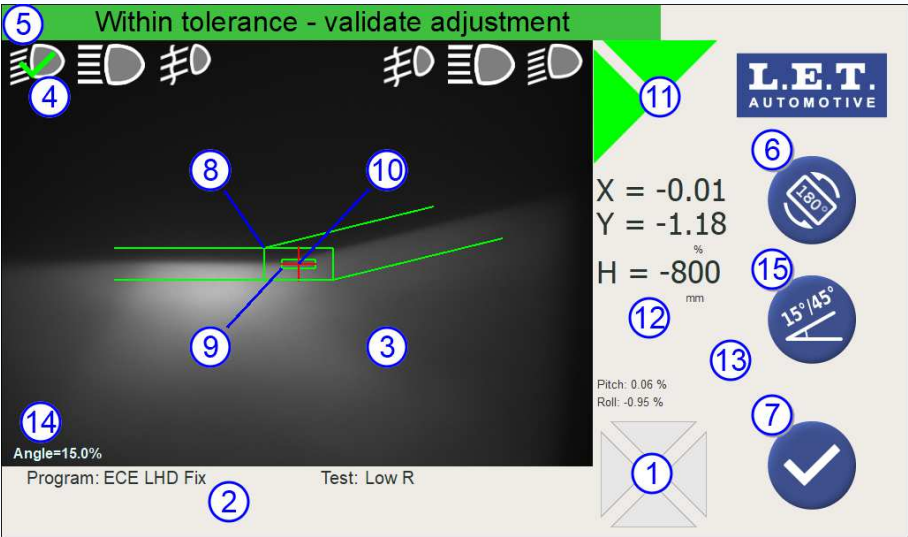 5
Within tolerance - validate adjustment
4
11
L.E.T.
AUTOMOTIVE
8
10
6
180°
X = -0.01
Y = -1.18
%
H = -800
mm
12
15
15°/45°
9
3
13
Pitch: 0.06 %
Roll: -0.95 %
14
Angle=15.0%
7
Program: ECE LHD Fix
Test: Low R
2
1